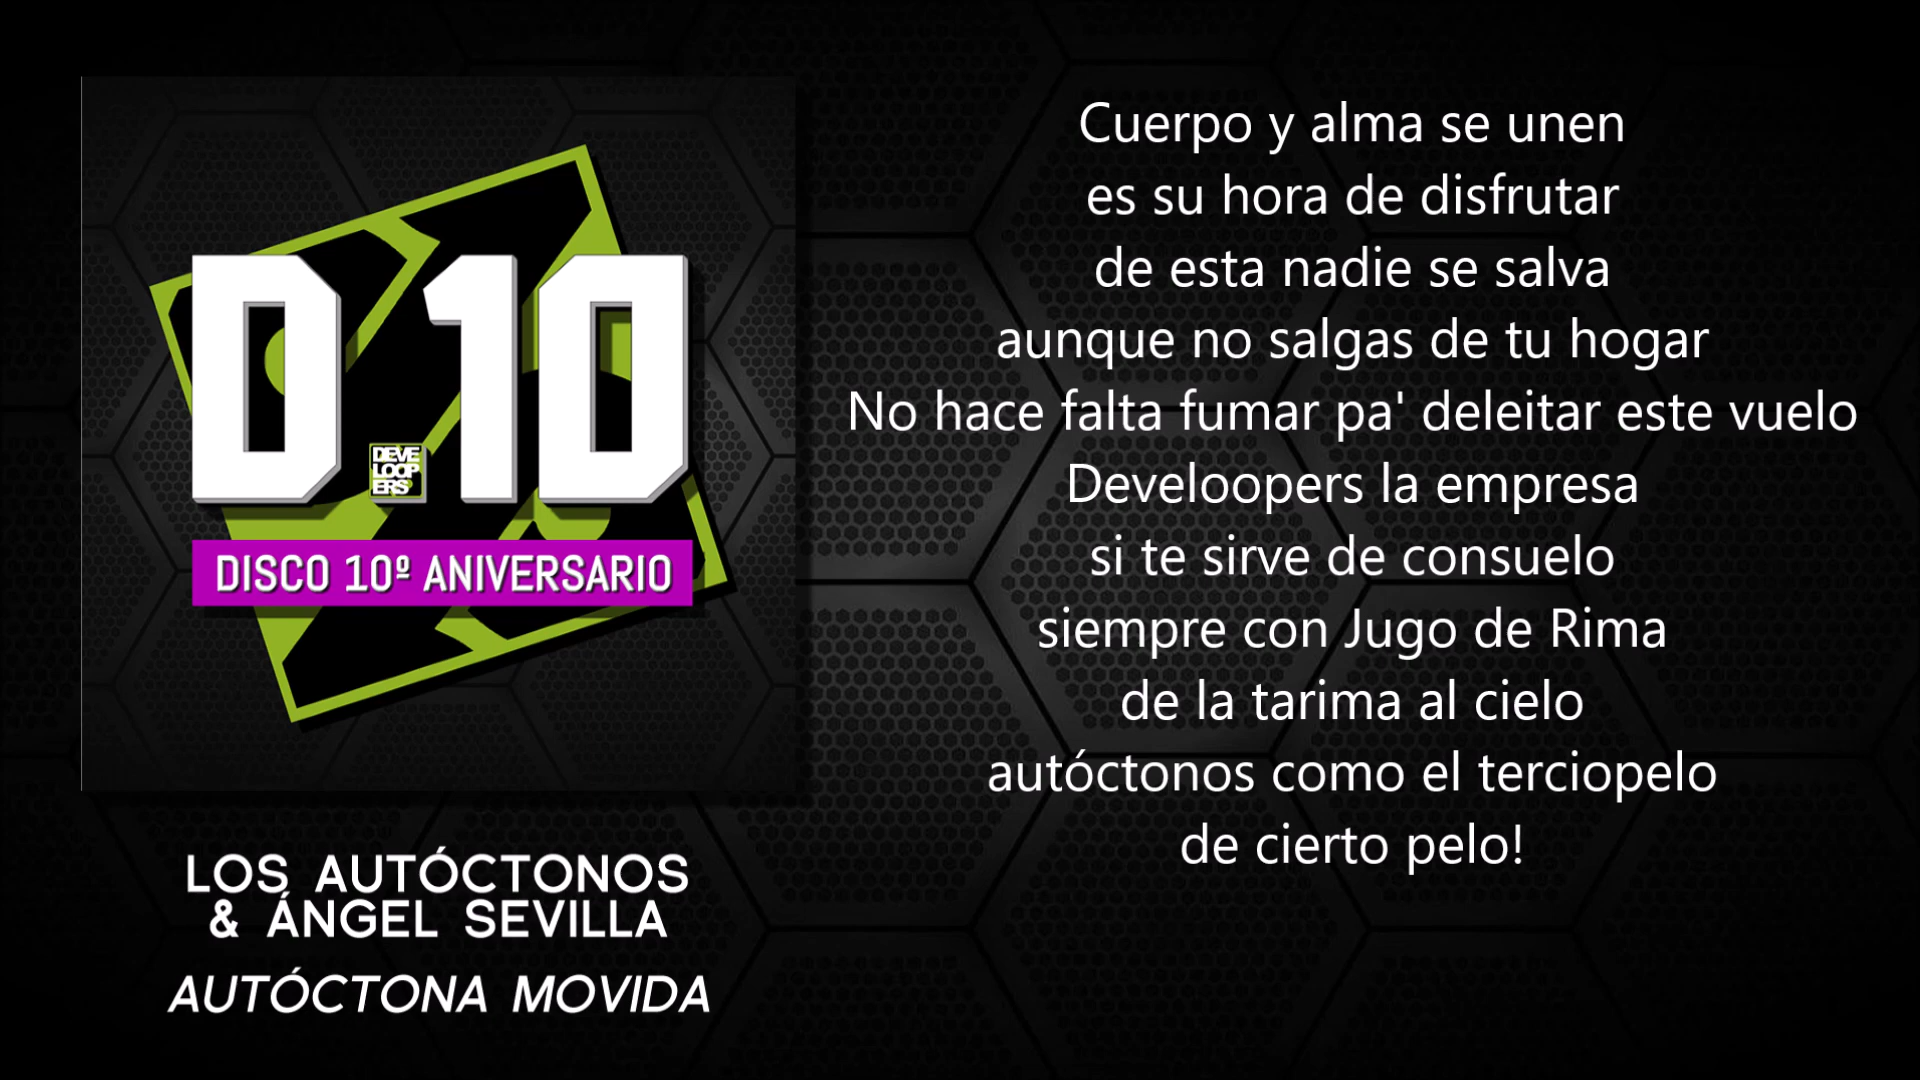 D.10
DEVE
LOOP
ERS
DISCO 10º ANIVERSARIO
LOS AUTÓCTONOS
& ÁNGEL SEVILLA
AUTÓCTONA MOVIDA
Cuerpo y alma se unen
es su hora de disfrutar
de esta nadie se salva
aunque no salgas de tu hogar
No hace falta fumar pa' deleitar este vuelo
Develoopers la empresa
si te sirve de consuelo
siempre con Jugo de Rima
de la tarima al cielo
autóctonos como el terciopelo
de cierto pelo!